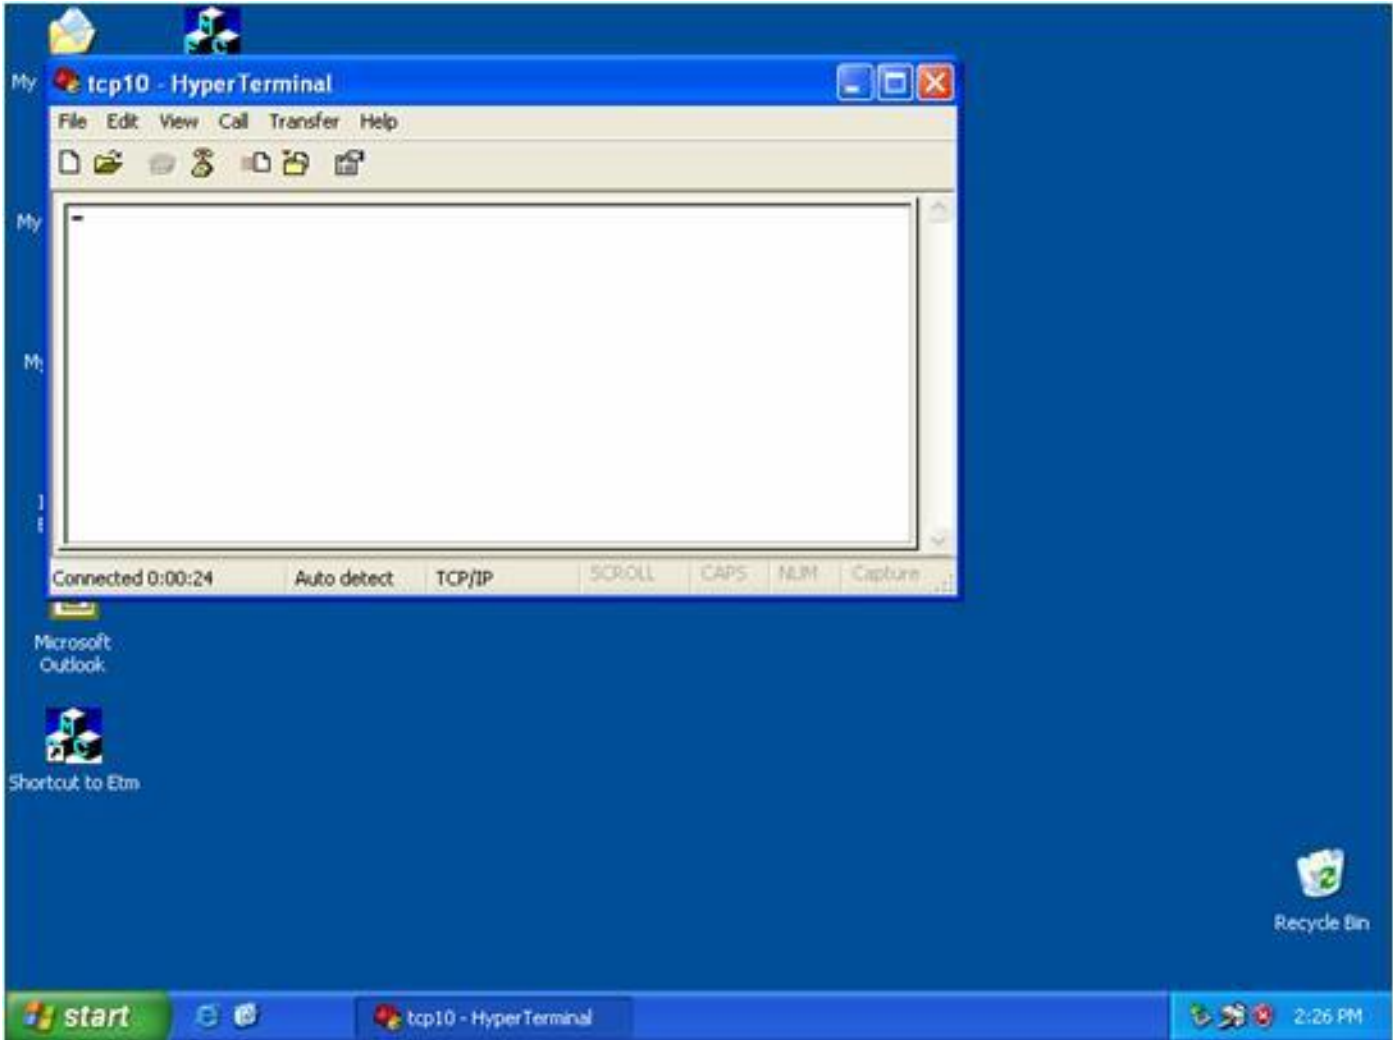 My
tcp10 - HyperTerminal
File Edit View Call Transfer Help
My
My
Connected 0:00:24 Auto detect TCP/IP SCROLL CAPS NUM Capture
Microsoft
Outlook
Shortcut to Etm
Recycle Bin
start
tcp10 - HyperTerminal
2:26 PM